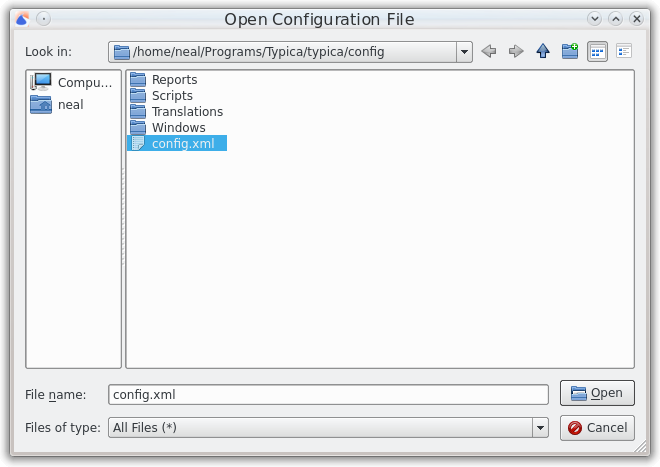 Open Configuration File
Look in: /home/neal/Programs/Typica/typica/config
Compu...
neal
Reports
Scripts
Translations
Windows
config.xml
File name: config.xml Open
Files of type: All Files (*) Cancel